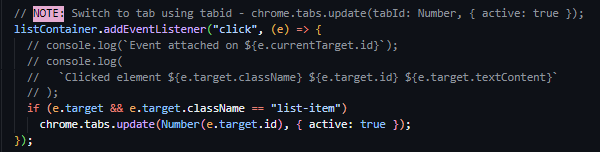 // NOTE: Switch to tab using tabid - chrome.tabs.update(tabId: Number, { active: true });
listContainer.addEventListener("click", (e) => {
  // console.log(`Event attached on ${e.currentTarget.id}`);
  // console.log(
  //   `Clicked element ${e.target.className} ${e.target.id} ${e.target.textContent}`
  // );
  if (e.target && e.target.className == "list-item")
    chrome.tabs.update(Number(e.target.id), { active: true });
});